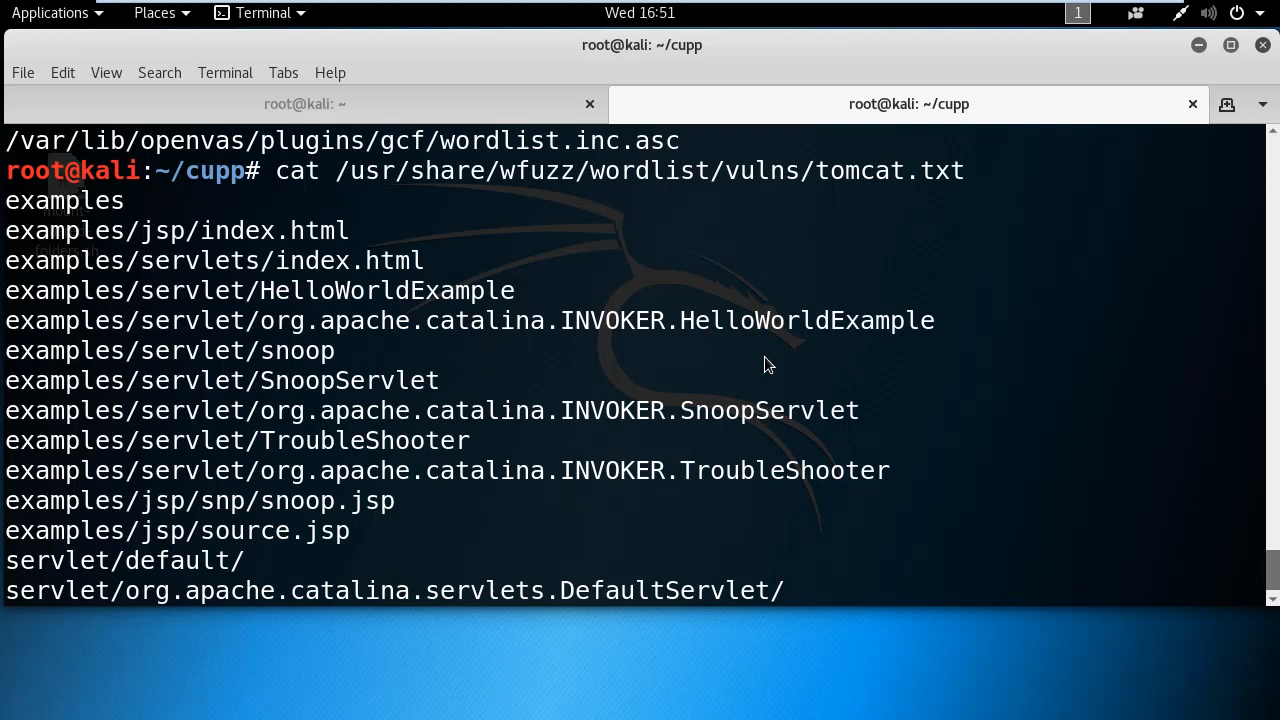 Applications Places Terminal Wed 16:51 1
root@kali: ~/cupp
File Edit View Search Terminal Tabs Help
root@kali: ~ root@kali: ~/cupp
/var/lib/openvas/plugins/gcf/wordlist.inc.asc
root@kali:~/cupp# cat /usr/share/wfuzz/wordlist/vulns/tomcat.txt
examples
examples/jsp/index.html
examples/servlets/index.html
examples/servlet/HelloWorldExample
examples/servlet/org.apache.catalina.INVOKER.HelloWorldExample
examples/servlet/snoop
examples/servlet/SnoopServlet
examples/servlet/org.apache.catalina.INVOKER.SnoopServlet
examples/servlet/TroubleShooter
examples/servlet/org.apache.catalina.INVOKER.TroubleShooter
examples/jsp/snp/snoop.jsp
examples/jsp/source.jsp
servlet/default/
servlet/org.apache.catalina.servlets.DefaultServlet/